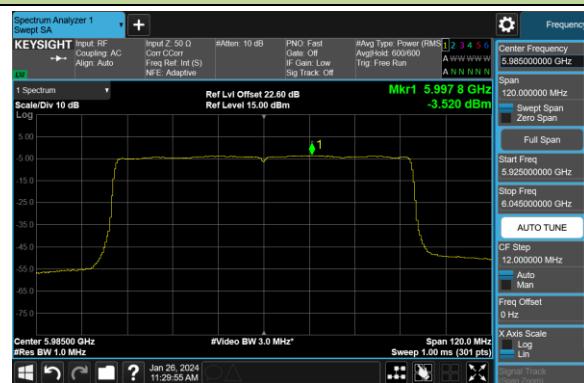 Spectrum Analyzer 1
Swept SA
Frequency
KEYSIGHT
Input: RF
Coupling: AC
Align: Auto
Input Z: 50 Ω
Corr CCorr
Freq Ref: Int (S)
NFE: Adaptive
#Atten: 10 dB
PNO: Fast
Gate: Off
IF Gain: Low
Sig Track: Off
#Avg Type: Power (RMS)
Avg|Hold: 600/600
Trig: Free Run
1 2 3 4 5 6
A W W W W W
A N N N N N
LW
1 Spectrum
Scale/Div 10 dB
Log
Ref Lvl Offset 22.60 dB
Ref Level 15.00 dBm
Mkr1 5.997 8 GHz
-3.520 dBm
1
5.00
-5.00
-15.0
-25.0
-35.0
-45.0
-55.0
-65.0
-75.0
Center 5.98500 GHz
#Res BW 1.0 MHz
#Video BW 3.0 MHz*
Span 120.0 MHz
Sweep 1.00 ms (301 pts)
Jan 26, 2024
11:29:55 AM
Center Frequency
5.985000000 GHz
Span
120.000000 MHz
Swept Span
Zero Span
Full Span
Start Freq
5.925000000 GHz
Stop Freq
6.045000000 GHz
AUTO TUNE
CF Step
12.000000 MHz
Auto
Man
Freq Offset
0 Hz
X Axis Scale
Log
Lin
Signal Track